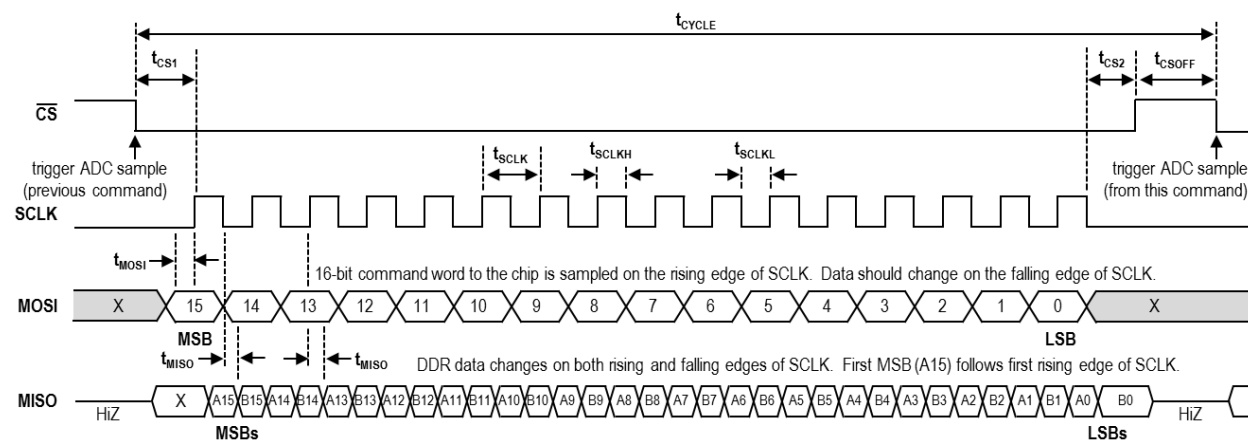 tCYCLE
tCS1
tCS2
tCSOFF
CS
trigger ADC sample
(previous command)
tSCLK
tSCLKH
tSCLKL
trigger ADC sample
(from this command)
SCLK
tMOSI
16-bit command word to the chip is sampled on the rising edge of SCLK. Data should change on the falling edge of SCLK.
MOSI X 15 14 13 12 11 10 9 8 7 6 5 4 3 2 1 0 X
MSB LSB
tMISO tMISO DDR data changes on both rising and falling edges of SCLK. First MSB (A15) follows first rising edge of SCLK.
MISO HiZ X A15 B15 A14 B14 A13 B13 A12 B12 A11 B11 A10 B10 A9 B9 A8 B8 A7 B7 A6 B6 A5 B5 A4 B4 A3 B3 A2 B2 A1 B1 A0 B0 HiZ
MSBs LSBs